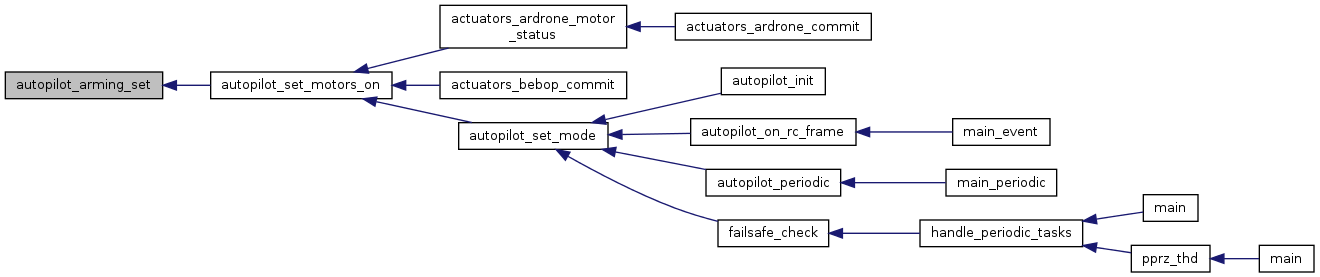 actuators_ardrone_motor
_status
actuators_ardrone_commit
autopilot_arming_set
autopilot_set_motors_on
actuators_bebop_commit
autopilot_init
autopilot_set_mode
autopilot_on_rc_frame
main_event
autopilot_periodic
main_periodic
failsafe_check
handle_periodic_tasks
main
pprz_thd
main